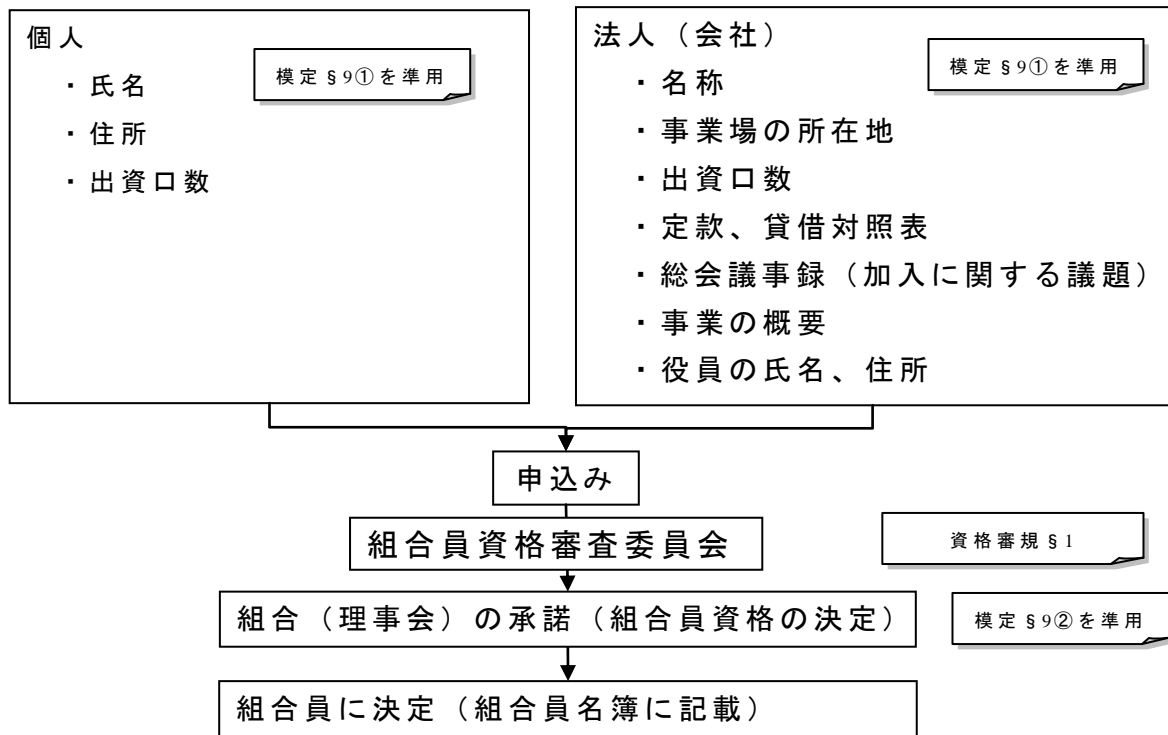 個人
模定§9①を準用
・氏名
・住所
・出資口数
法人（会社）
模定§9①を準用
・名称
・事業場の所在地
・出資口数
・定款、貸借対照表
・総会議事録（加入に関する議題）
・事業の概要
・役員の氏名、住所
申込み
組合員資格審査委員会
資格審規§1
組合（理事会）の承諾（組合員資格の決定）
模定§9②を準用
組合員に決定（組合員名簿に記載）